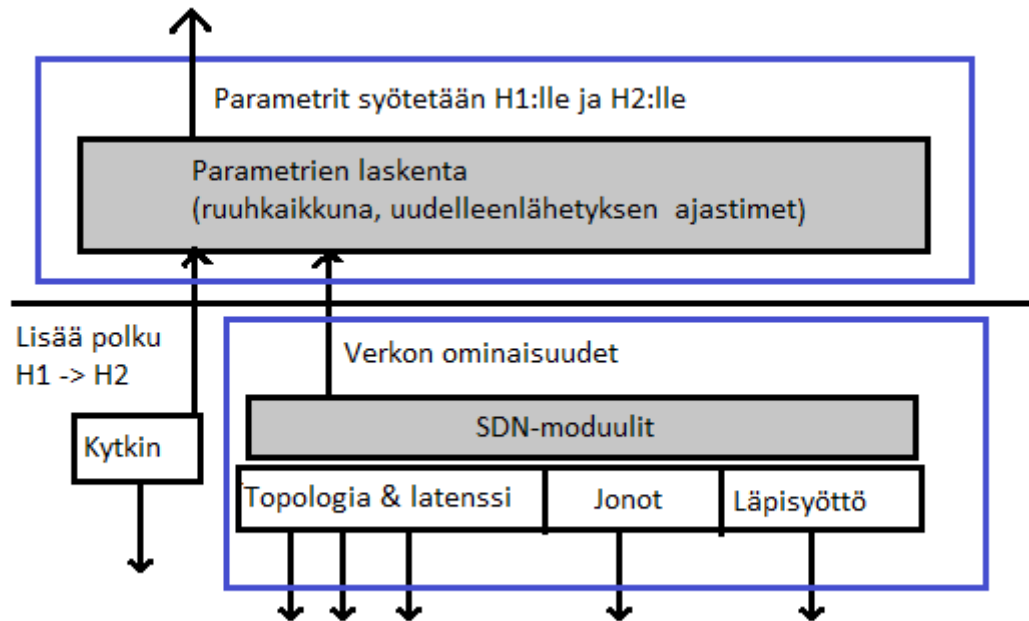 Parametrit syötetään H1:lle ja H2:lle
Parametrien laskenta
(ruuhkaikkuna, uudelleenlähetyksen ajastimet)
Lisää polku
H1 -> H2
Verkon ominaisuudet
Kytkin
SDN-moduulit
Topologia & latenssi
Jonot
Läpisyöttö